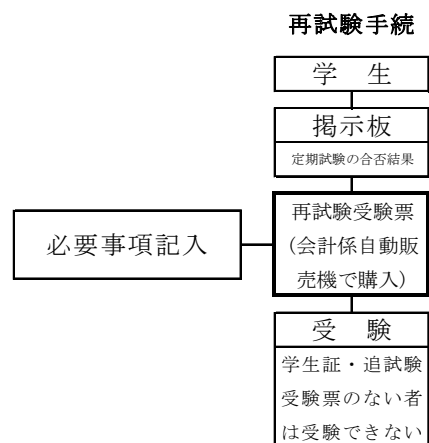 再試験手続
学　生
掲示板
定期試験の合否結果
再試験受験票
(会計係自動販
売機で購入)
必要事項記入
受　験
学生証・追試験
受験票のない者
は受験できない